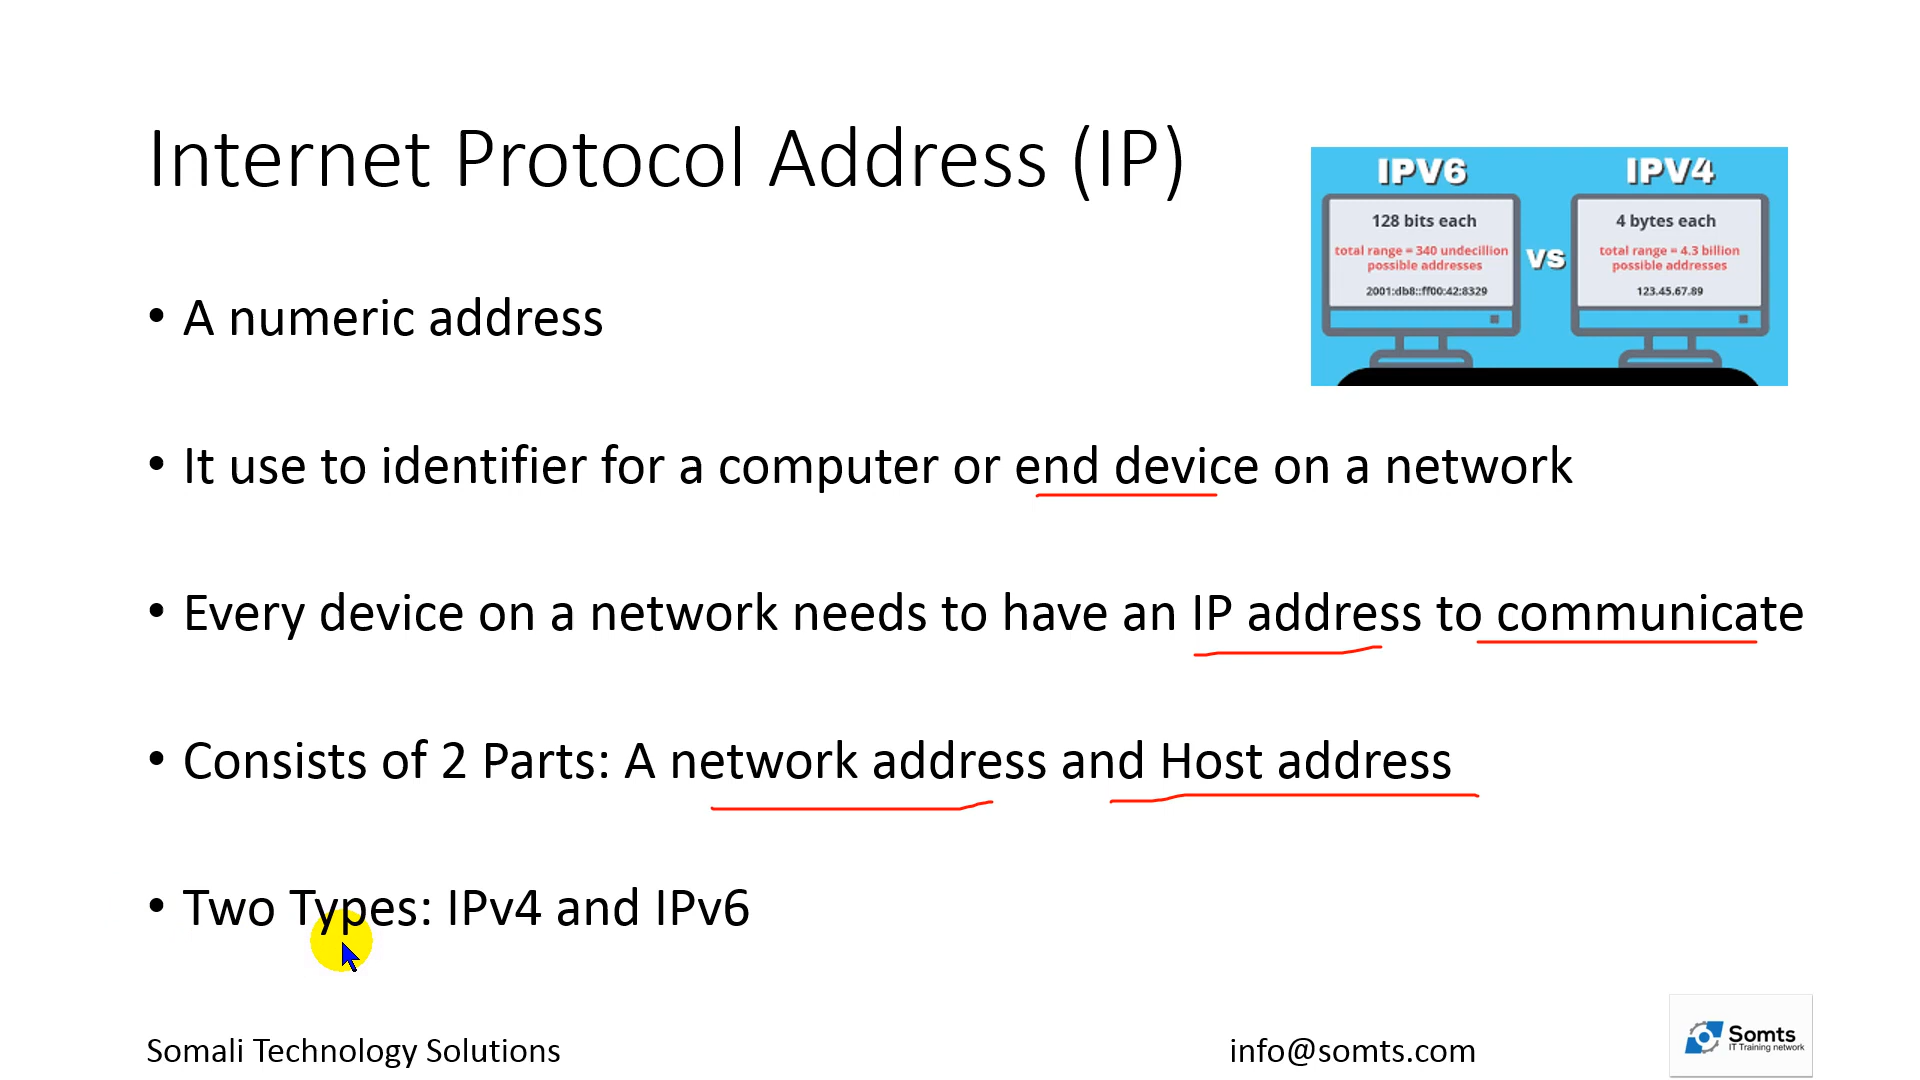 Internet Protocol Address (IP)
IPV6
IPV4
128 bits each
total range = 340 undecillion
possible addresses
2001:db8::ff00:42:8329
vs
4 bytes each
total range = 4.3 billion
possible addresses
123.45.67.89
• A numeric address
• It use to identifier for a computer or end device on a network
• Every device on a network needs to have an IP address to communicate
• Consists of 2 Parts: A network address and Host address
• Two Types: IPv4 and IPv6
Somali Technology Solutions
info@somts.com
Somts
IT Training network